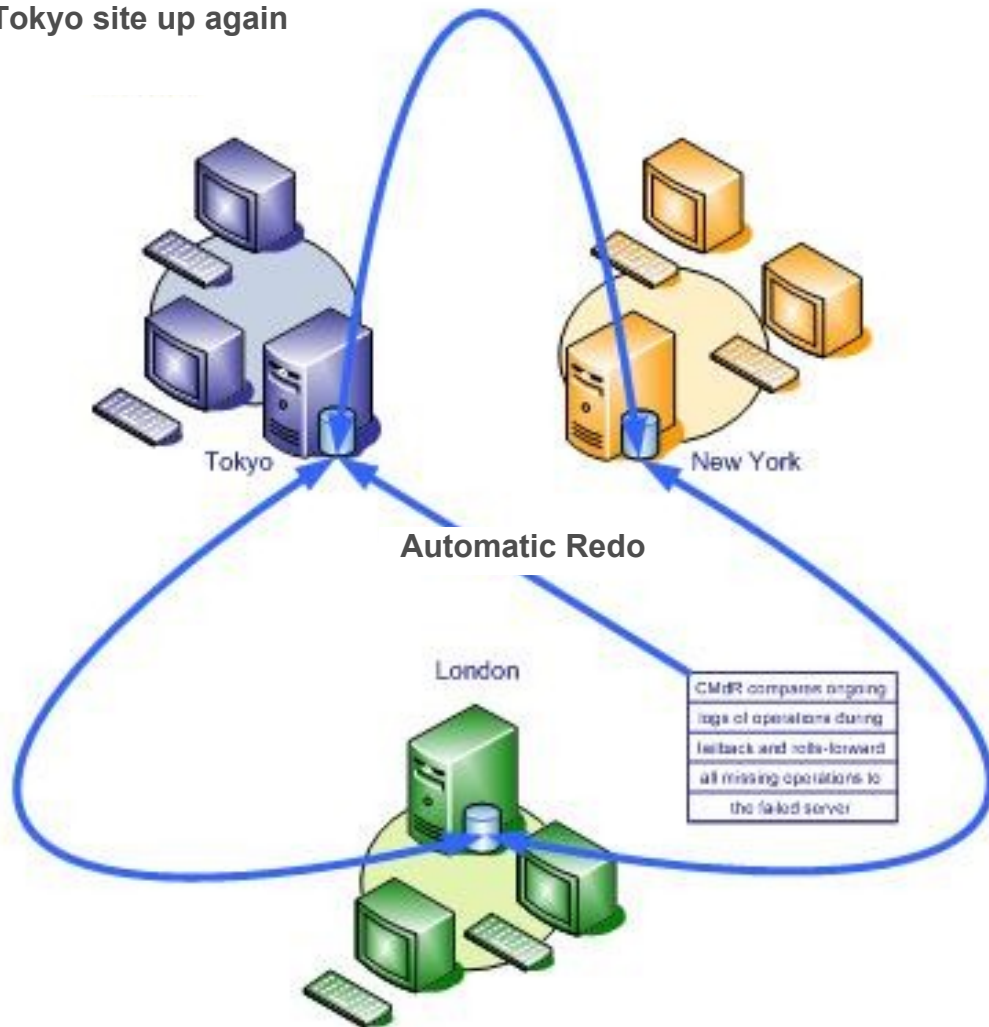 Tokyo site up again
Tokyo
New York
Automatic Redo
London
CMdR compares ongoing
logs of operations during
failback and rolls-forward
all missing operations to
the failed server